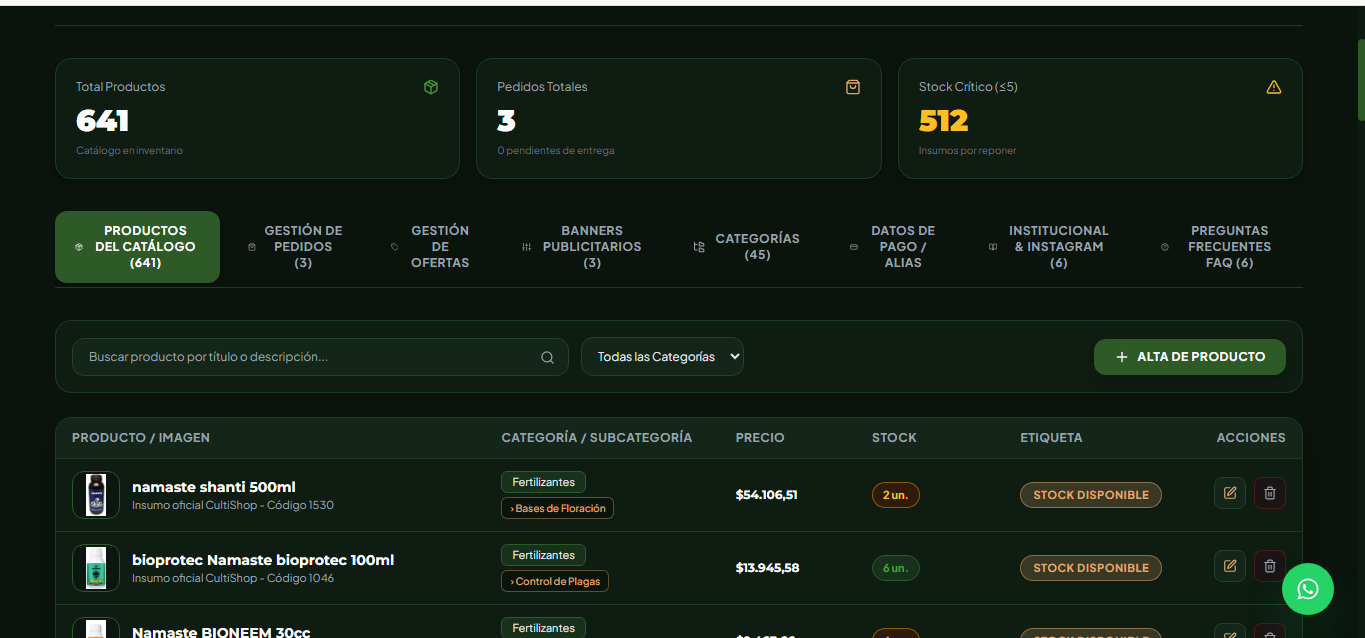 Total Productos
641
Catálogo en inventario
Pedidos Totales
3
0 pendientes de entrega
Stock Crítico (≤5)
512
Insumos por reponer
PRODUCTOS
DEL CATÁLOGO
(641)
GESTIÓN DE
PEDIDOS
(3)
GESTIÓN
DE
OFERTAS
BANNERS
PUBLICITARIOS
(3)
CATEGORÍAS
(45)
DATOS DE
PAGO /
ALIAS
INSTITUCIONAL
& INSTAGRAM
(6)
PREGUNTAS
FRECUENTES
FAQ (6)
Buscar producto por título o descripción...
Todas las Categorías
ALTA DE PRODUCTO
PRODUCTO / IMAGEN CATEGORÍA / SUBCATEGORÍA PRECIO STOCK ETIQUETA ACCIONES
namaste shanti 500ml
Insumo oficial CultiShop - Código 1530
Fertilizantes
› Bases de Floración
$54.106,51
2 un.
STOCK DISPONIBLE
bioprotec Namaste bioprotec 100ml
Insumo oficial CultiShop - Código 1046
Fertilizantes
› Control de Plagas
$13.945,58
6 un.
STOCK DISPONIBLE
Namaste BIONEEM 30cc
Fertilizantes
STOCK DISPONIBLE